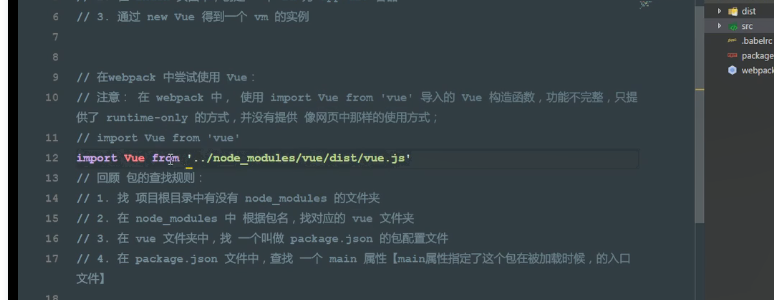 6 // 3. 通过 new Vue 得到一个 vm 的实例
7
8
9 // 在webpack 中尝试使用 Vue：
10 // 注意： 在 webpack 中， 使用 import Vue from 'vue' 导入的 Vue 构造函数，功能不完整，只提
供了 runtime-only 的方式，并没有提供 像网页中那样的使用方式；
11 // import Vue from 'vue'
12 import Vue from '../node_modules/vue/dist/vue.js'
13 // 回顾 包的查找规则：
14 // 1. 找 项目根目录中有没有 node_modules 的文件夹
15 // 2. 在 node_modules 中 根据包名，找对应的 vue 文件夹
16 // 3. 在 vue 文件夹中，找 一个叫做 package.json 的包配置文件
17 // 4. 在 package.json 文件中，查找 一个 main 属性【main属性指定了这个包在被加载时候，的入口
文件】
18
dist
src
.babelrc
package
webpack